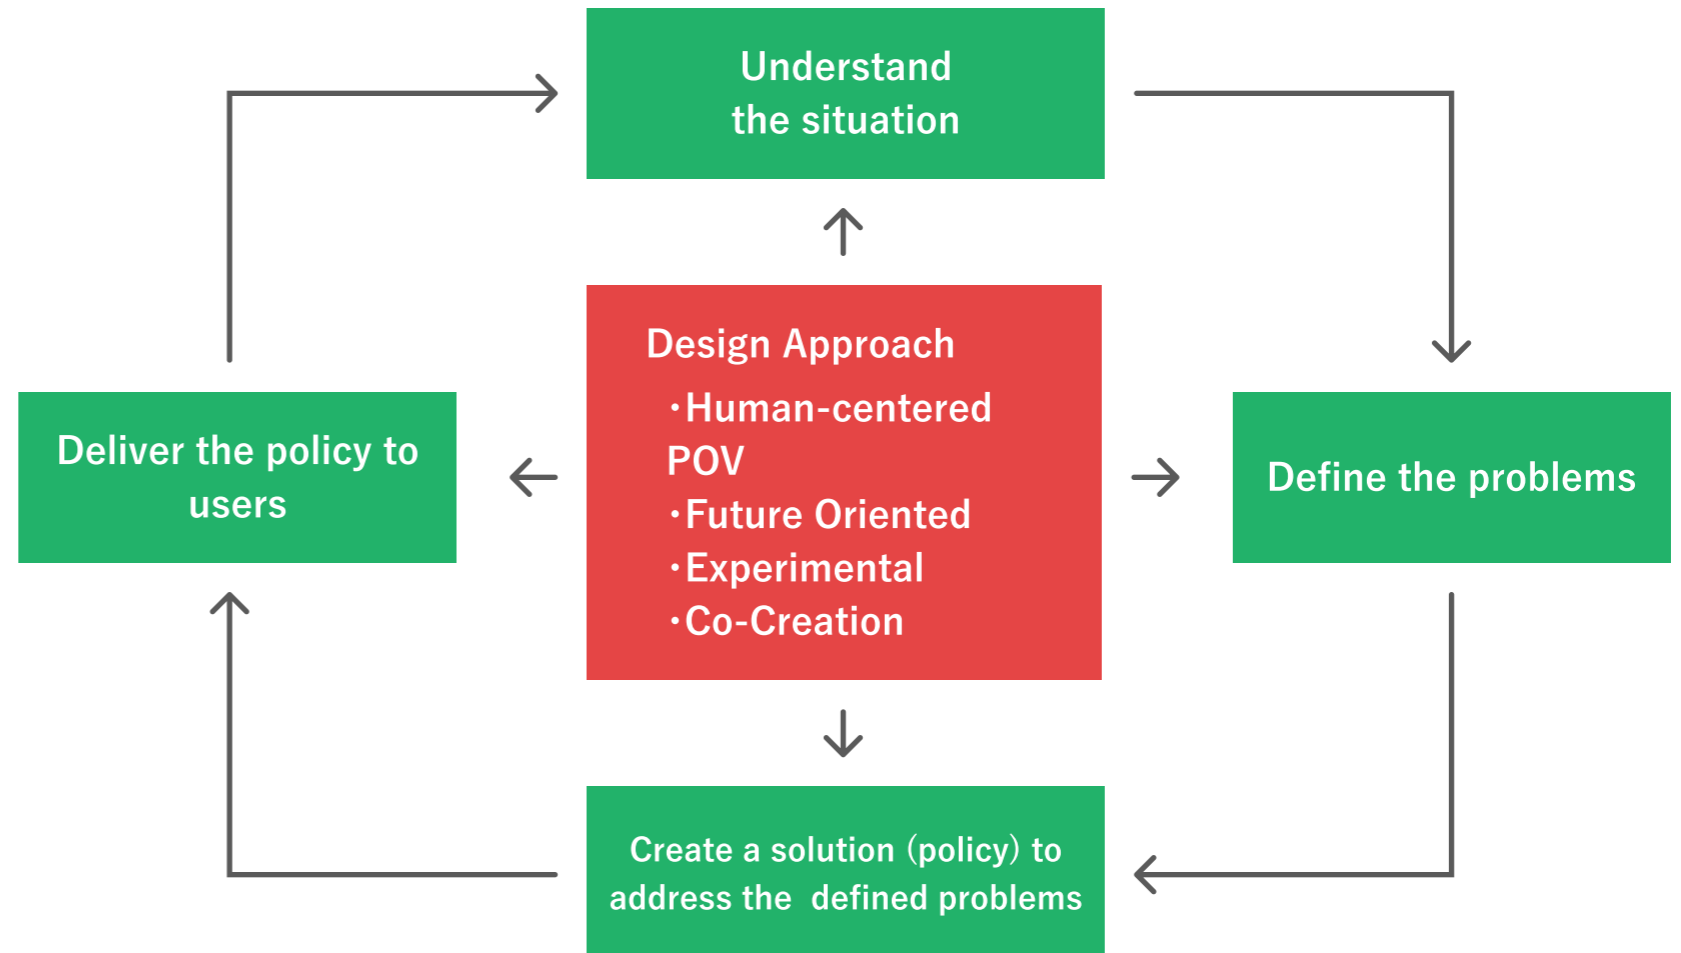 Understand
the situation
Design Approach
・Human-centered
POV
・Future Oriented
・Experimental
・Co-Creation
Deliver the policy to
users
Define the problems
Create a solution (policy) to
address the  defined problems